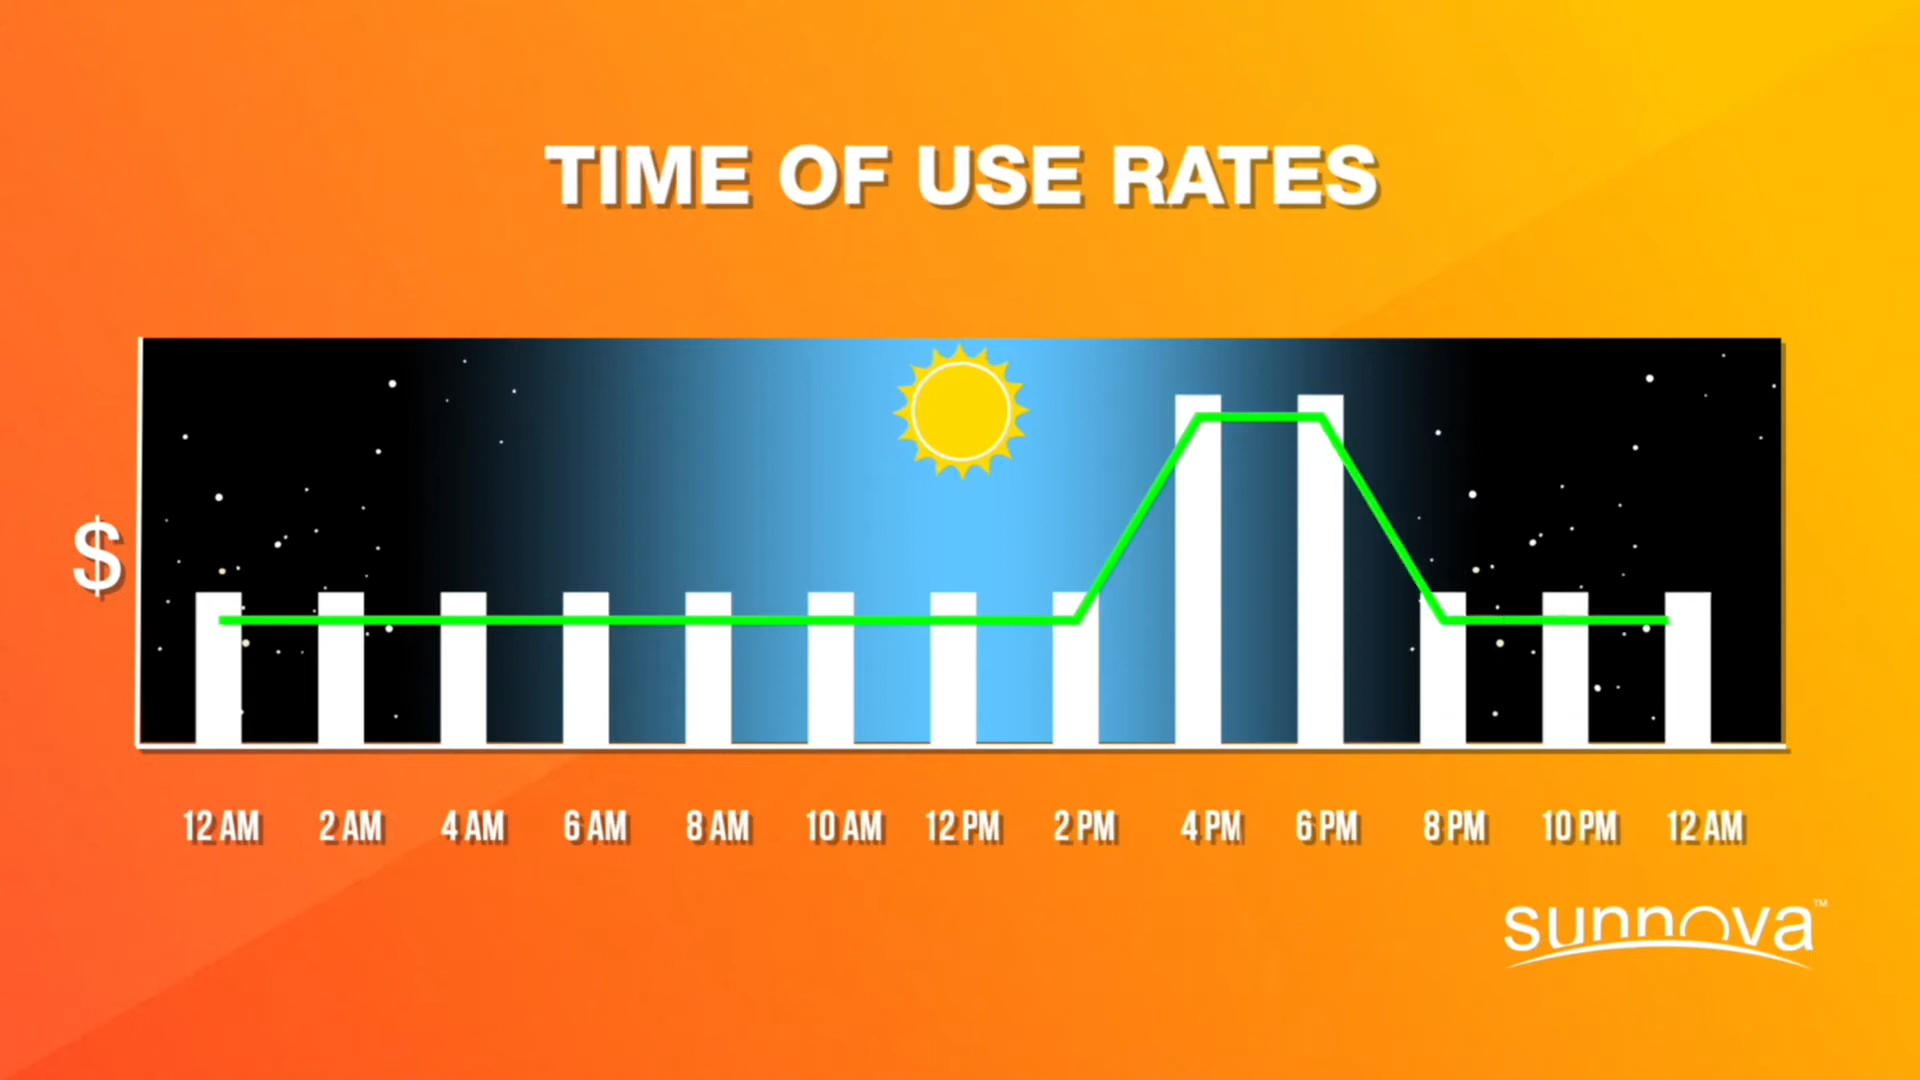 TIME OF USE RATES
$
12 AM 2 AM 4 AM 6 AM 8 AM 10 AM 12 PM 2 PM 4 PM 6 PM 8 PM 10 PM 12 AM
sunnova™